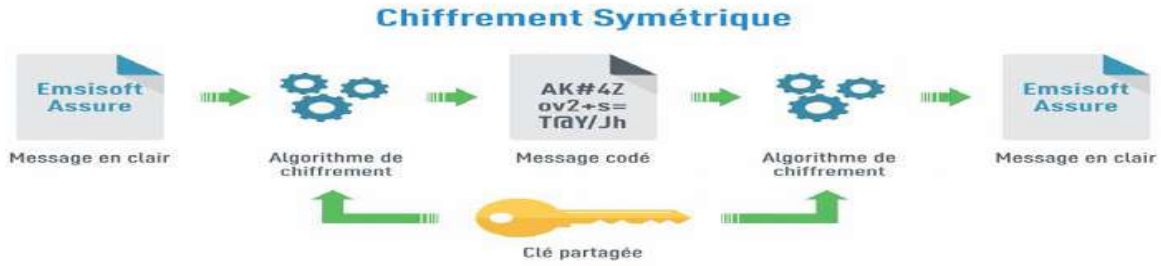 Chiffrement Symétrique
Emsisoft
Assure
Message en clair
Algorithme de
chiffrement
AK#4Z
ov2+s=
T@Y/Jh
Message codé
Algorithme de
chiffrement
Emsisoft
Assure
Message en clair
Clé partagée